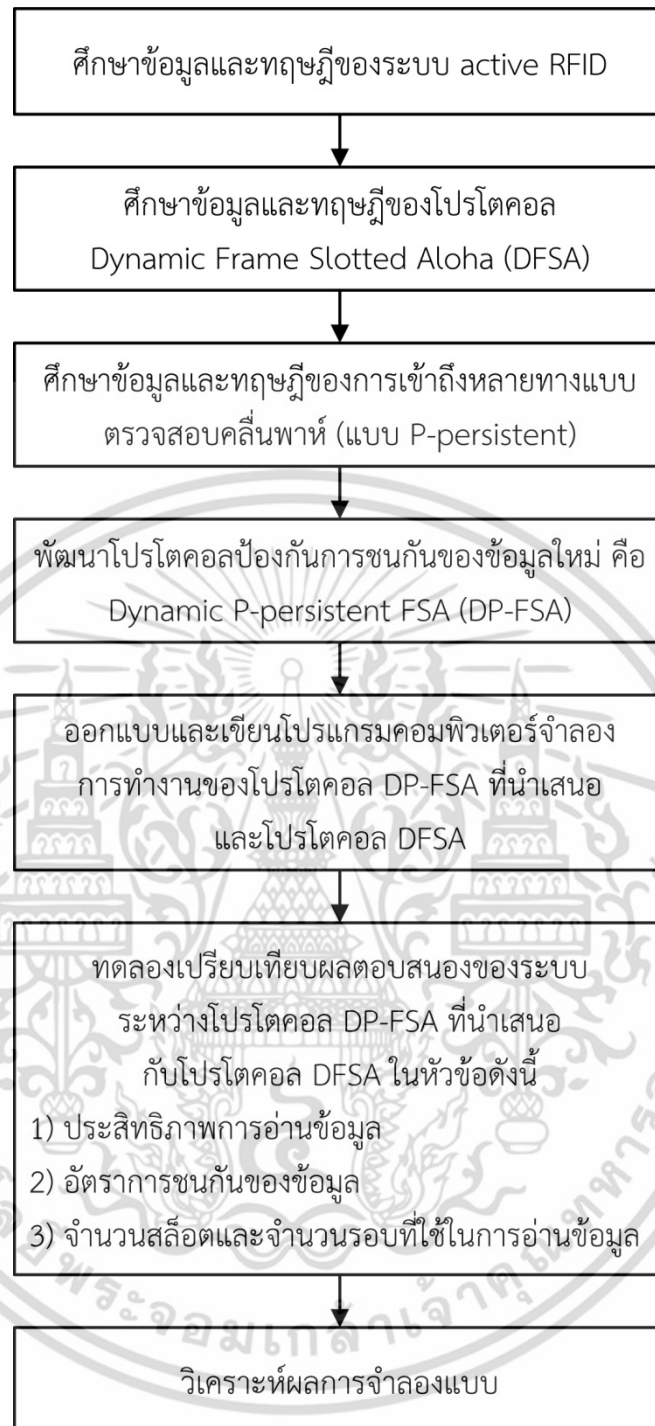 ศึกษาข้อมูลและทฤษฎีของระบบ active RFID
ศึกษาข้อมูลและทฤษฎีของโปรโตคอล
Dynamic Frame Slotted Aloha (DFSA)
ศึกษาข้อมูลและทฤษฎีของการเข้าถึงหลายทางแบบ
ตรวจสอบคลื่นพาห์ (แบบ P-persistent)
พัฒนาโปรโตคอลป้องกันการชนกันของข้อมูลใหม่ คือ
Dynamic P-persistent FSA (DP-FSA)
ออกแบบและเขียนโปรแกรมคอมพิวเตอร์จำลอง
การทำงานของโปรโตคอล DP-FSA ที่นำเสนอ
และโปรโตคอล DFSA
ทดลองเปรียบเทียบผลตอบสนองของระบบ
ระหว่างโปรโตคอล DP-FSA ที่นำเสนอ
กับโปรโตคอล DFSA ในหัวข้อดังนี้
1) ประสิทธิภาพการอ่านข้อมูล
2) อัตราการชนกันของข้อมูล
3) จำนวนสล็อตและจำนวนรอบที่ใช้ในการอ่านข้อมูล
พระจอมเกล้าเจ้าคุณทหาร
วิเคราะห์ผลการจำลองแบบ